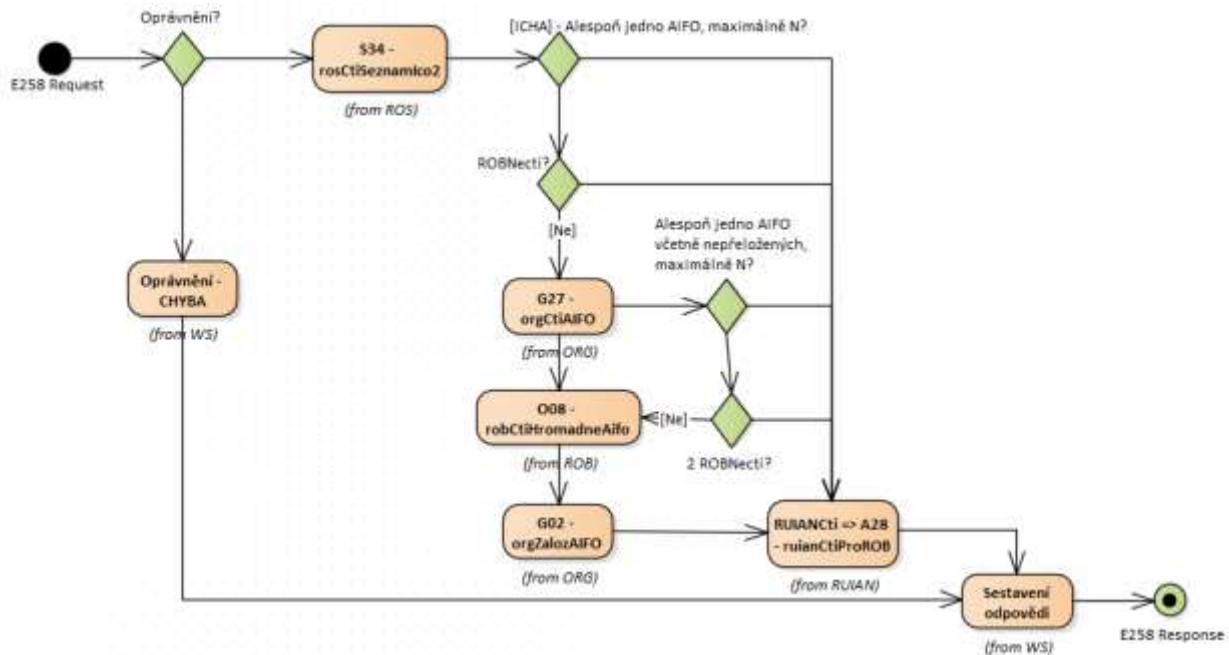 Oprávnění?
[ICHA] - Alespoň jedno AIFO, maximálně N?
E258 Request
S34 -
rosCtiSeznamIco2
(from ROS)
ROBNecti?
[Ne]
Alespoň jedno AIFO
včetně nepřeložených,
maximálně N?
Oprávnění -
CHYBA
(from WS)
G27 -
orgCtiAIFO
(from ORG)
O08 -
robCtiHromadneAifo
(from ROB)
[Ne]
2 ROBNecti?
G02 -
orgZalozAIFO
(from ORG)
RUIANCti => A28
- ruianCtiProROB
(from RUIAN)
Sestavení
odpovědi
(from WS)
E258 Response